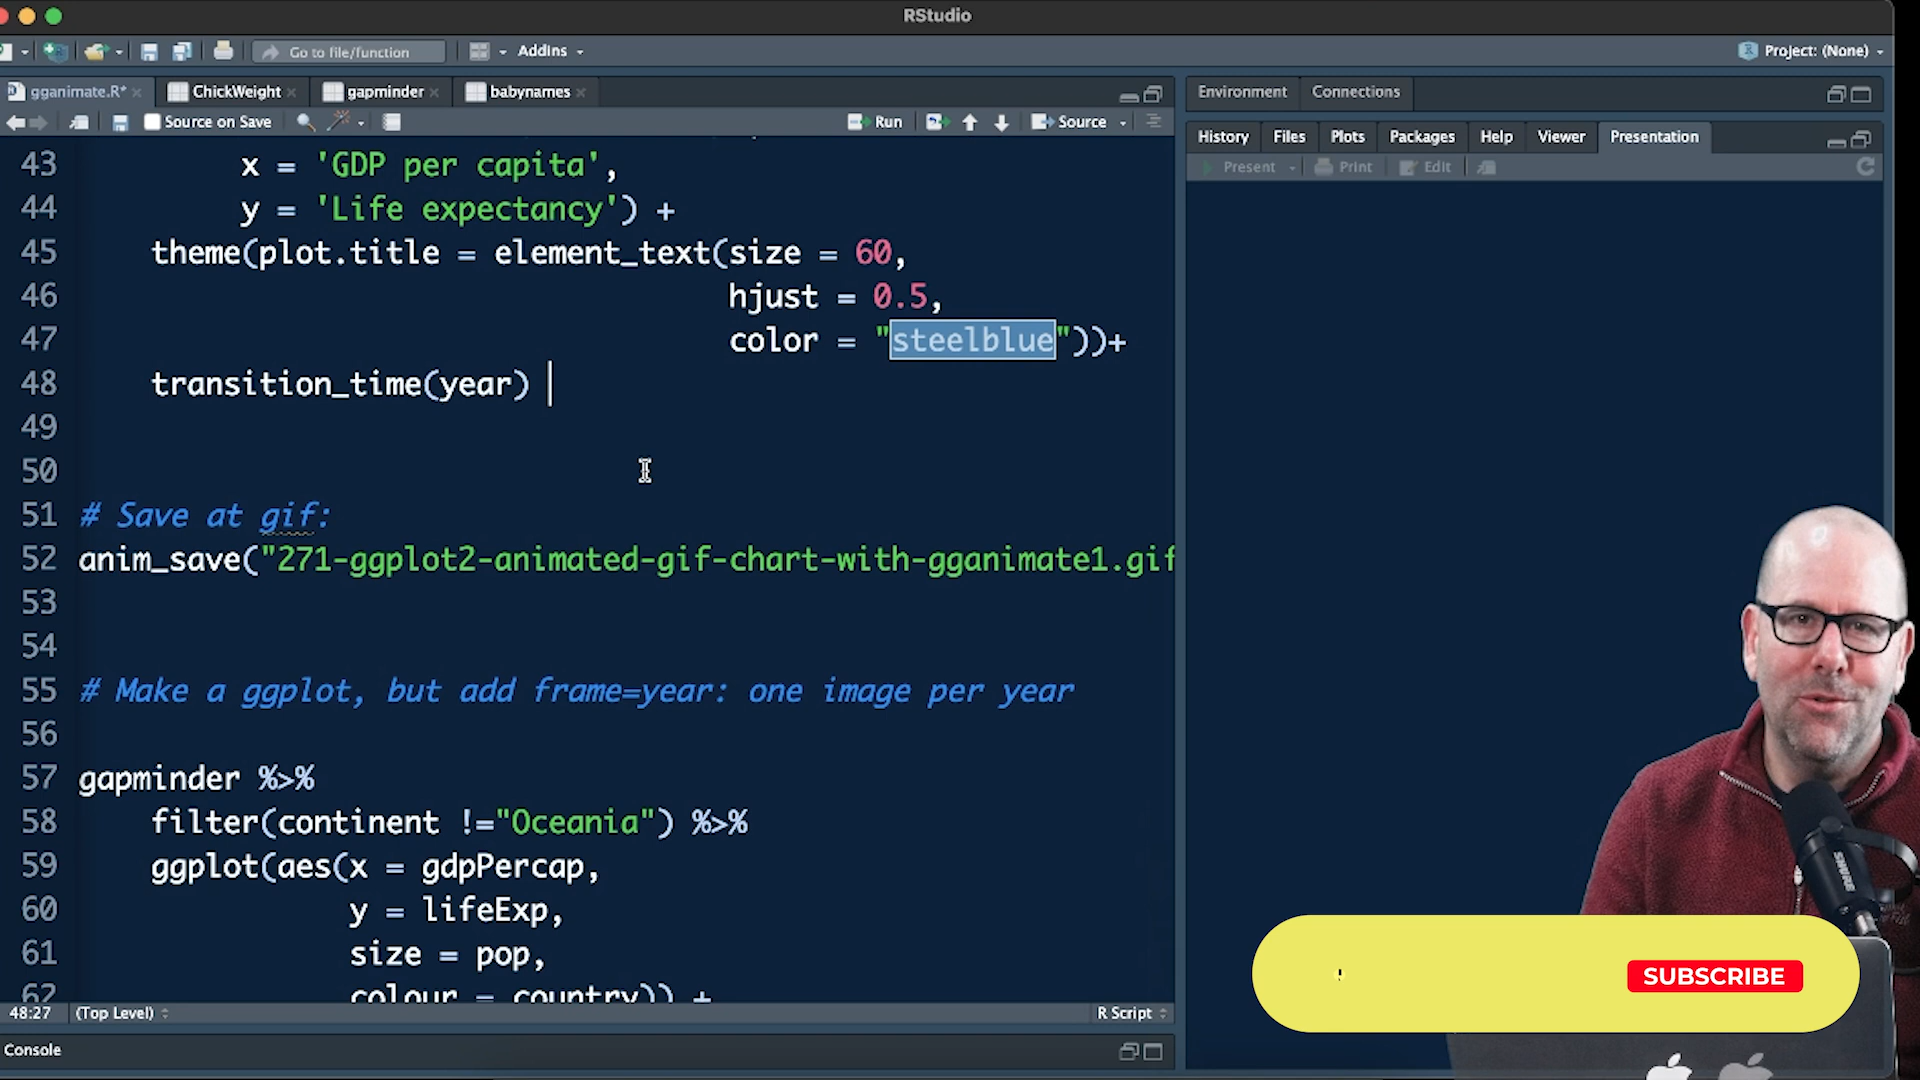 RStudio
Go to file/function
Addins
Project: (None)
gganimate.R*
ChickWeight
gapminder
babynames
Environment
Connections
Source on Save
Run
Source
History
Files
Plots
Packages
Help
Viewer
Presentation
Present
Print
Edit
43 x = 'GDP per capita',
44 y = 'Life expectancy') +
45 theme(plot.title = element_text(size = 60,
46 hjust = 0.5,
47 color = "steelblue"))+
48 transition_time(year)
49
50
51 # Save at gif:
52 anim_save("271-ggplot2-animated-gif-chart-with-gganimate1.gif
53
54
55 # Make a ggplot, but add frame=year: one image per year
56
57 gapminder %>%
58 filter(continent !="Oceania") %>%
59 ggplot(aes(x = gdpPercap,
60 y = lifeExp,
61 size = pop,
62 colour = country)) +
48:27
(Top Level)
R Script
Console
SHURE
SUBSCRIBE